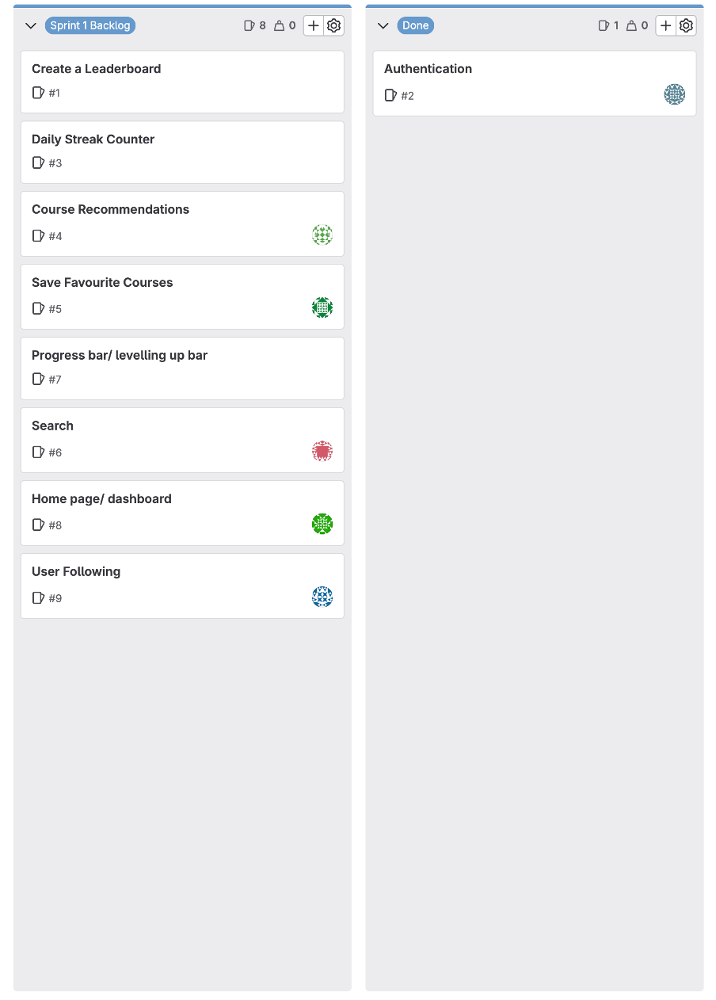 Sprint 1 Backlog 8 0
Create a Leaderboard
#1
Daily Streak Counter
#3
Course Recommendations
#4
Save Favourite Courses
#5
Progress bar/ levelling up bar
#7
Search
#6
Home page/ dashboard
#8
User Following
#9
Done 1 0
Authentication
#2